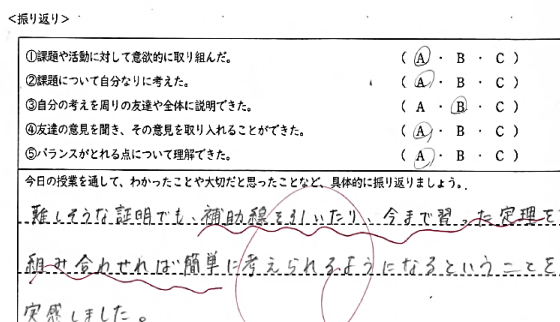 <振り返り>
①課題や活動に対して意欲的に取り組んだ。 ( A ・ B ・ C )
②課題について自分なりに考えた。 ( A ・ B ・ C )
③自分の考えを周りの友達や全体に説明できた。 ( A ・ B ・ C )
④友達の意見を聞き、その意見を取り入れることができた。 ( A ・ B ・ C )
⑤バランスがとれる点について理解できた。 ( A ・ B ・ C )
今日の授業を通して、わかったことや大切だと思ったことなど、具体的に振り返りましょう。
難しそうな証明でも、補助線を引いたり、今まで習った定理を
組み合わせれば簡単に考えられるようになるということを
実感しました。